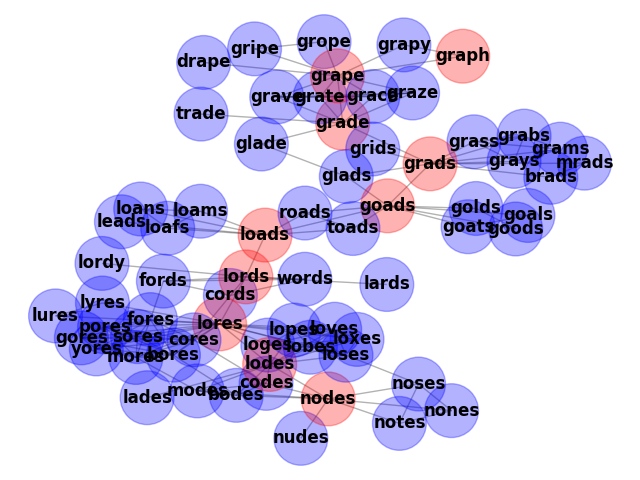 grope
grapy
gripe
graph
drape
grape
graze
grave
grate
grace
trade
grade
grabs
grass
glade
grids
grams
grays
grads
mrads
glads
brads
goads
golds
loans
loams
roads
goals
leads
loafs
toads
goats
goods
loads
lordy
lords
fords
words
lards
cords
lyres
lures
fores
lores
pores
lopes
loves
gores
sores
cores
loges
lobes
loxes
yores
mores
bores
loses
lodes
codes
noses
lades
modes
bodes
nodes
nones
notes
nudes